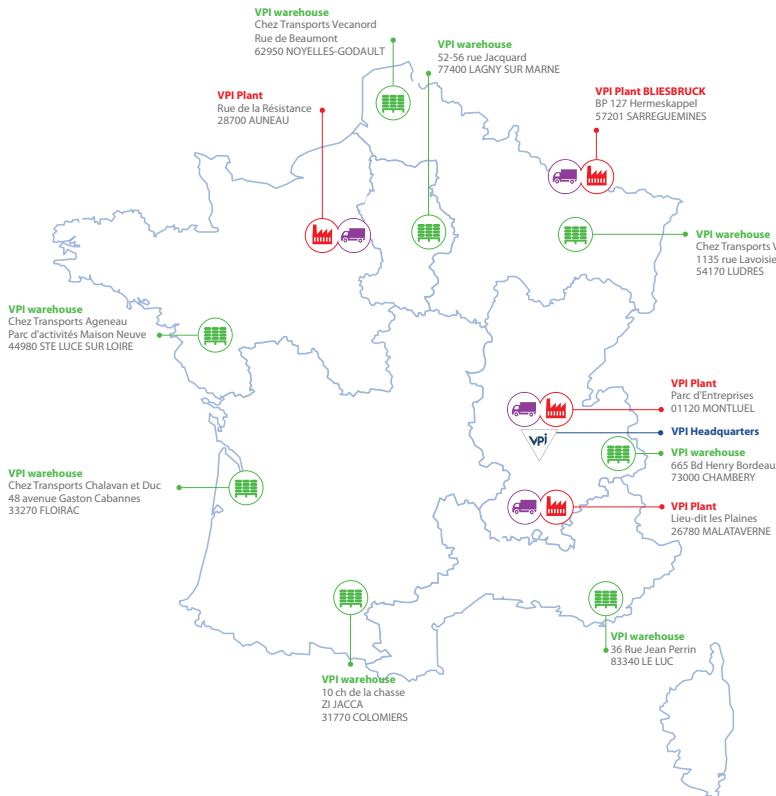 VPI warehouse
Chez Transports Vecanord
Rue de Beaumont
62950 NOYELLES-GODAULT
VPI warehouse
52-56 rue Jacquard
77400 LAGNY SUR MARNE
VPI Plant
Rue de la Résistance
28700 AUNEAU
VPI Plant BLIESBRUCK
BP 127 Hermeskappel
57201 SARREGUEMINES
VPI warehouse
Chez Transports V
1135 rue Lavoisie
54170 LUDRES
VPI warehouse
Chez Transports Ageneau
Parc d'activités Maison Neuve
44980 STE LUCE SUR LOIRE
VPI Plant
Parc d'Entreprises
01120 MONTLUEL
VPI Headquarters
VPi
VPI warehouse
665 Bd Henry Bordeau
73000 CHAMBERY
VPI warehouse
Chez Transports Chalavan et Duc
48 avenue Gaston Cabannes
33270 FLOIRAC
VPI Plant
Lieu-dit les Plaines
26780 MALATAVERNE
VPI warehouse
36 Rue Jean Perrin
83340 LE LUC
VPI warehouse
10 ch de la chasse
ZI JACCA
31770 COLOMIERS